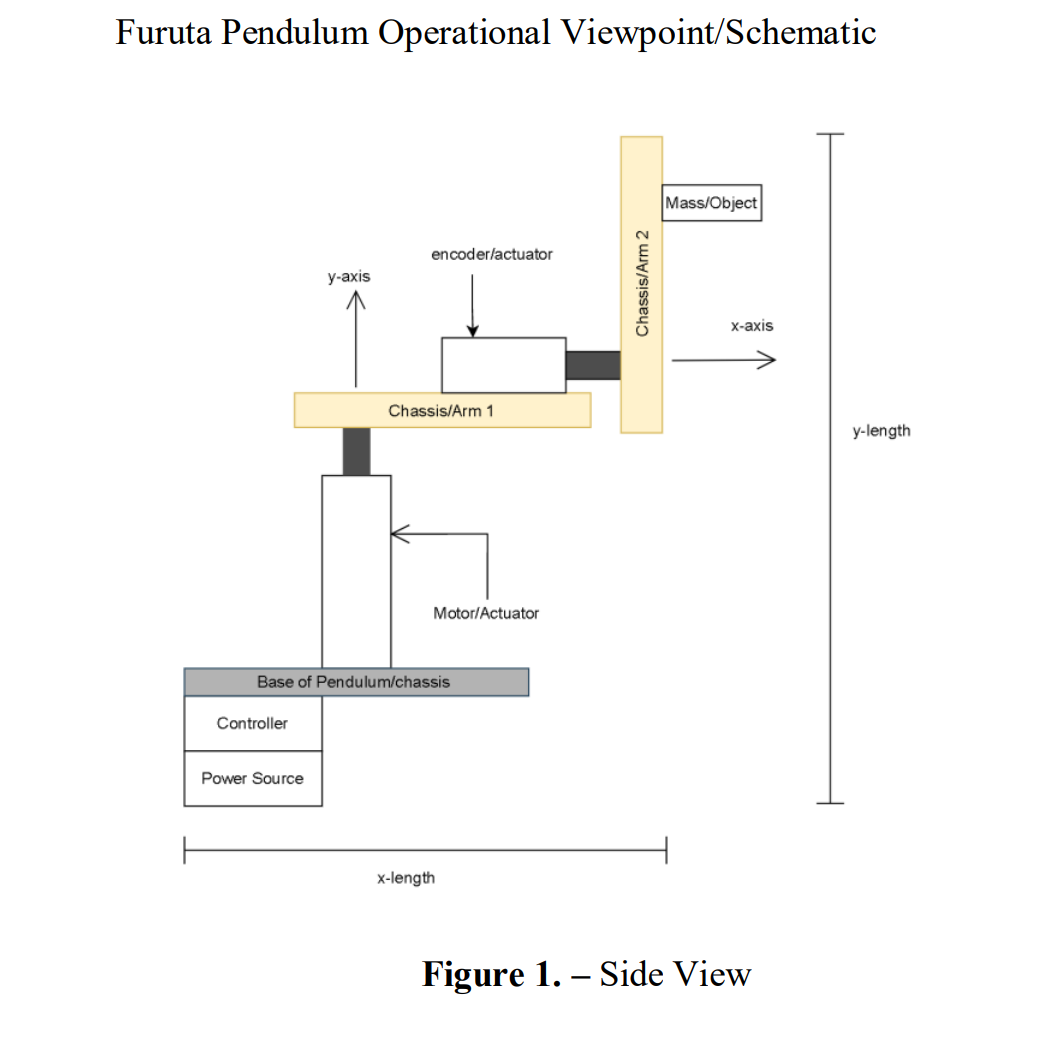 Furuta Pendulum Operational Viewpoint/Schematic
Mass/Object
Chassis/Arm 2
encoder/actuator
y-axis
x-axis
Chassis/Arm 1
y-length
Motor/Actuator
Base of Pendulum/chassis
Controller
Power Source
x-length
Figure 1. – Side View